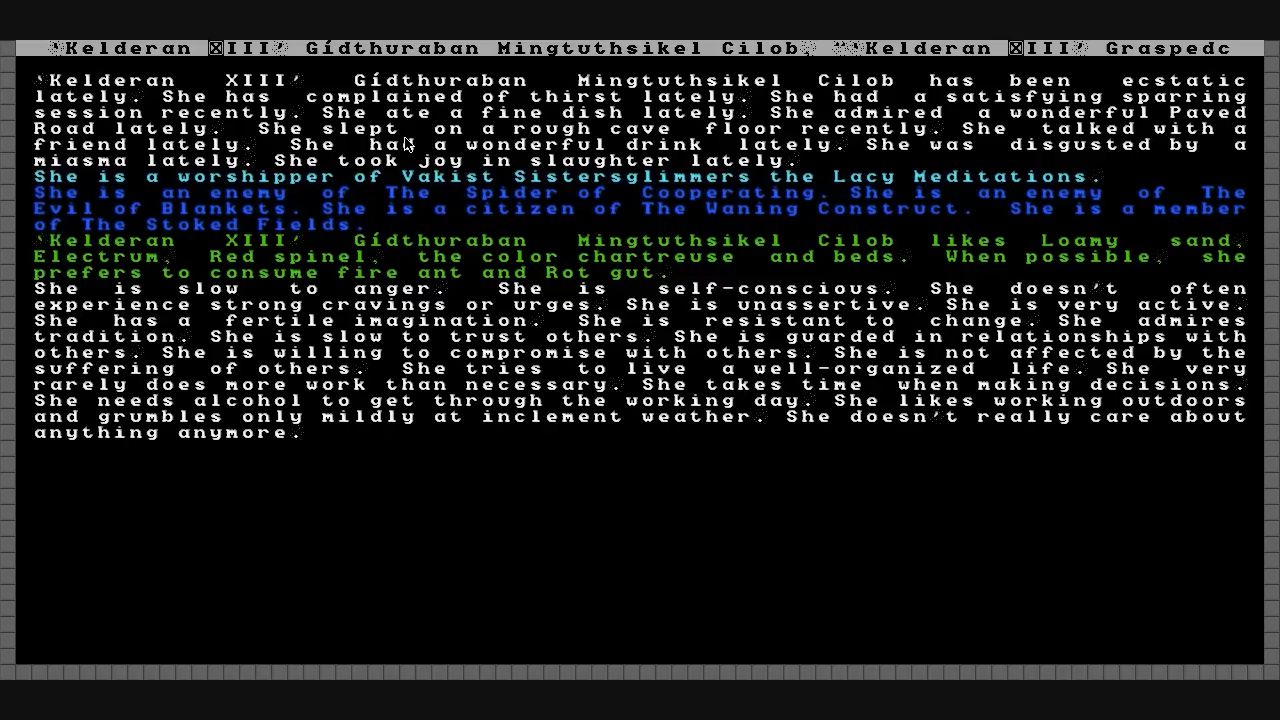 `Kelderan XIII' Gídthuraban Mingtuthsikel Cilob, "`Kelderan XIII' Graspedc
`Kelderan XIII' Gídthuraban Mingtuthsikel Cilob has been ecstatic
lately. She has complained of thirst lately. She had a satisfying sparring
session recently. She ate a fine dish lately. She admired a wonderful Paved
Road lately. She slept on a rough cave floor recently. She talked with a
friend lately. She had a wonderful drink lately. She was disgusted by a
miasma lately. She took joy in slaughter lately.
She is a worshipper of Vakist Sistersglimmers the Lacy Meditations.
She is an enemy of The Spider of Cooperating. She is an enemy of The
Evil of Blankets. She is a citizen of The Waning Construct. She is a member
of The Stoked Fields.
`Kelderan XIII' Gídthuraban Mingtuthsikel Cilob likes Loamy sand,
Electrum, Red spinel, the color chartreuse and beds. When possible, she
prefers to consume fire ant and Rot gut.
She is slow to anger. She is self-conscious. She doesn't often
experience strong cravings or urges. She is unassertive. She is very active.
She has a fertile imagination. She is resistant to change. She admires
tradition. She is slow to trust others. She is guarded in relationships with
others. She is willing to compromise with others. She is not affected by the
suffering of others. She tries to live a well-organized life. She very
rarely does more work than necessary. She takes time when making decisions.
She needs alcohol to get through the working day. She likes working outdoors
and grumbles only mildly at inclement weather. She doesn't really care about
anything anymore.